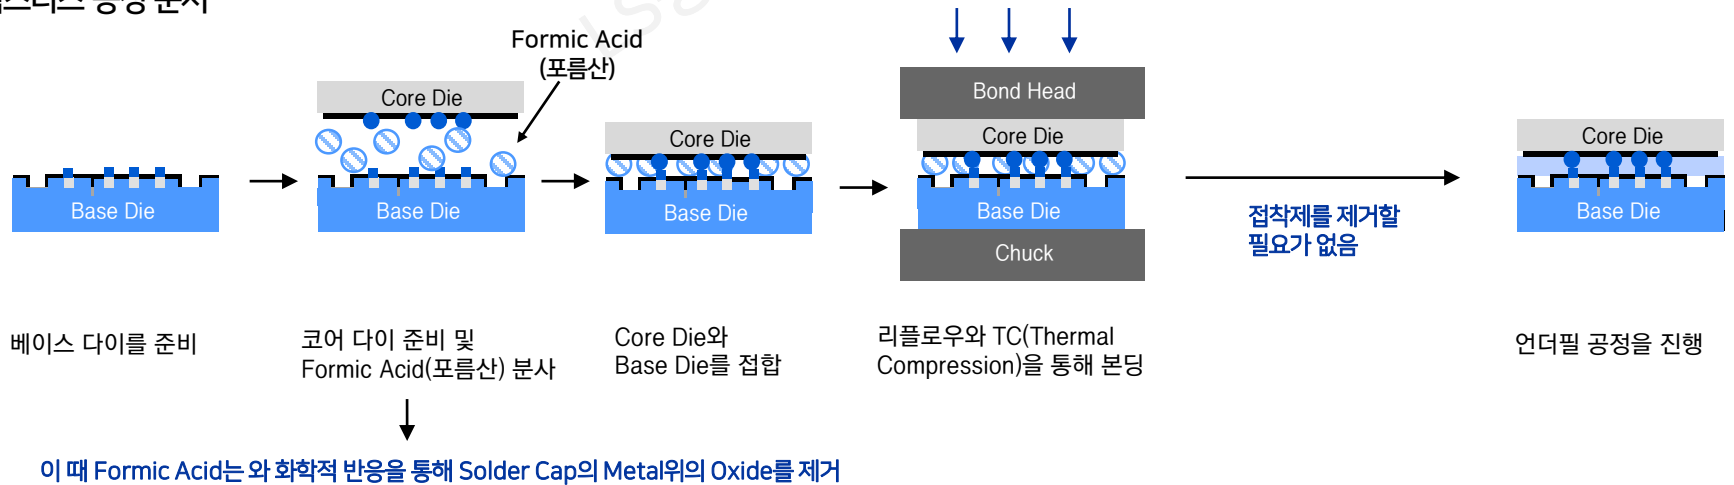 공정 순서
Formic Acid
(포름산)
Core Die
Base Die
Base Die
Core Die
Base Die
Bond Head
Core Die
Base Die
Chuck
접착제를 제거할
필요가 없음
Core Die
Base Die
베이스 다이를 준비
코어 다이 준비 및
Formic Acid(포름산) 분사
Core Die와
Base Die를 접합
리플로우와 TC(Thermal
Compression)을 통해 본딩
언더필 공정을 진행
이 때 Formic Acid는 와 화학적 반응을 통해 Solder Cap의 Metal위의 Oxide를 제거